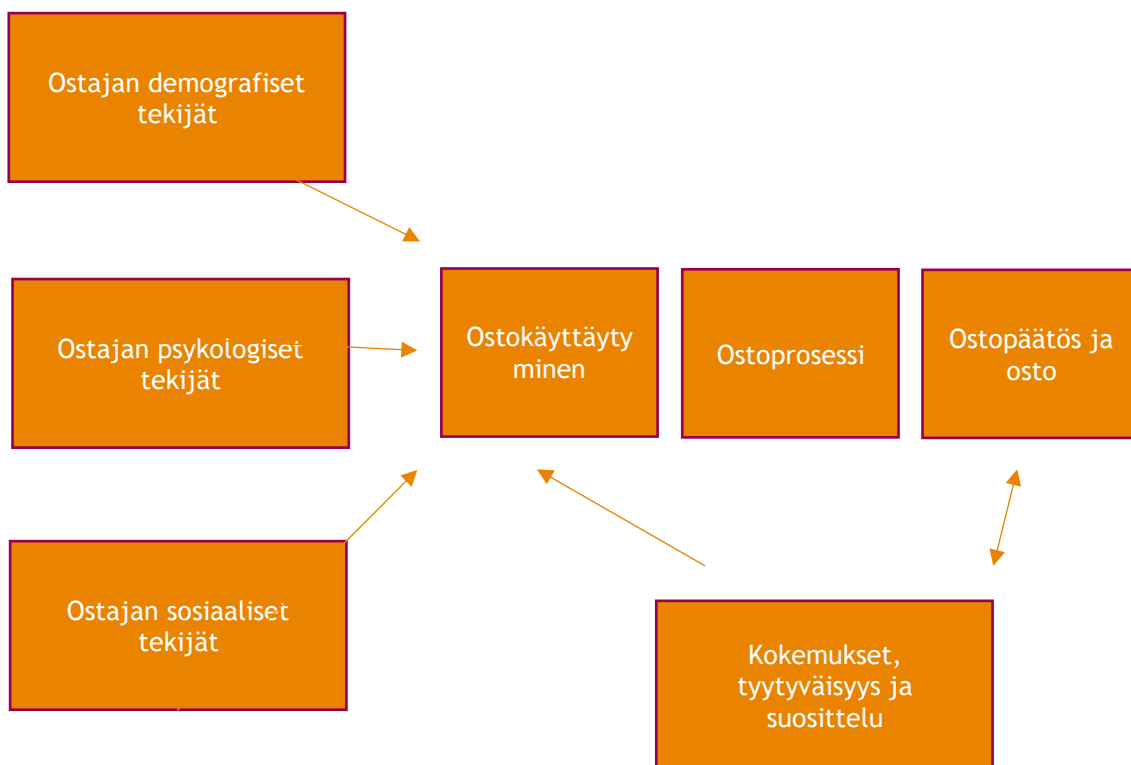 Ostajan demografiset
tekijät
Ostajan psykologiset
tekijät
Ostokäyttäyty
minen
Ostoprosessi
Ostopäätös ja
osto
Ostajan sosiaaliset
tekijät
Kokemukset,
tyytyväisyys ja
suosittelu